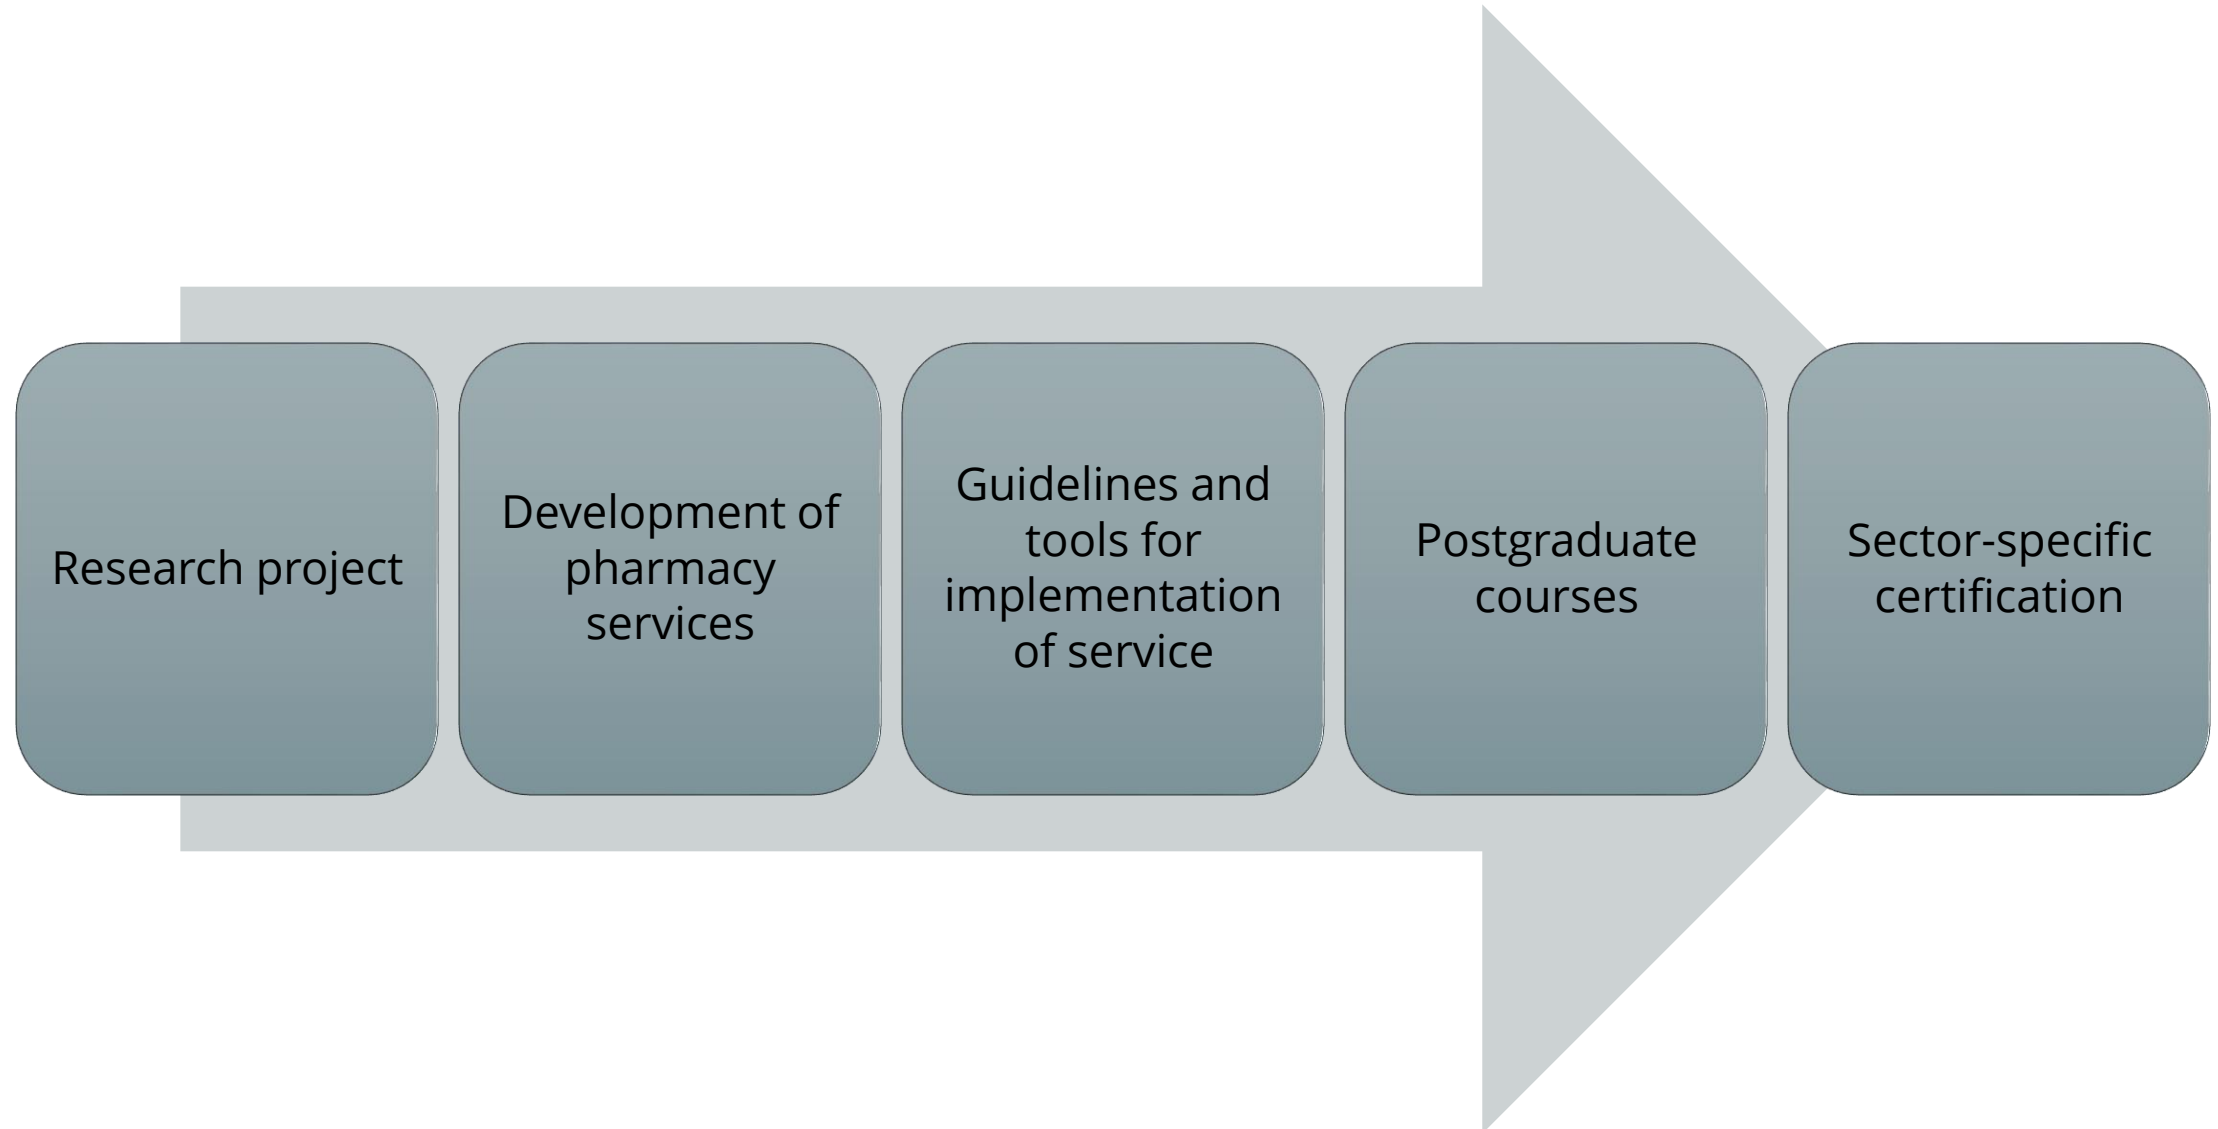 Research project
Development of
pharmacy
services
Guidelines and
tools for
implementation
of service
Postgraduate
courses
Sector-specific
certification